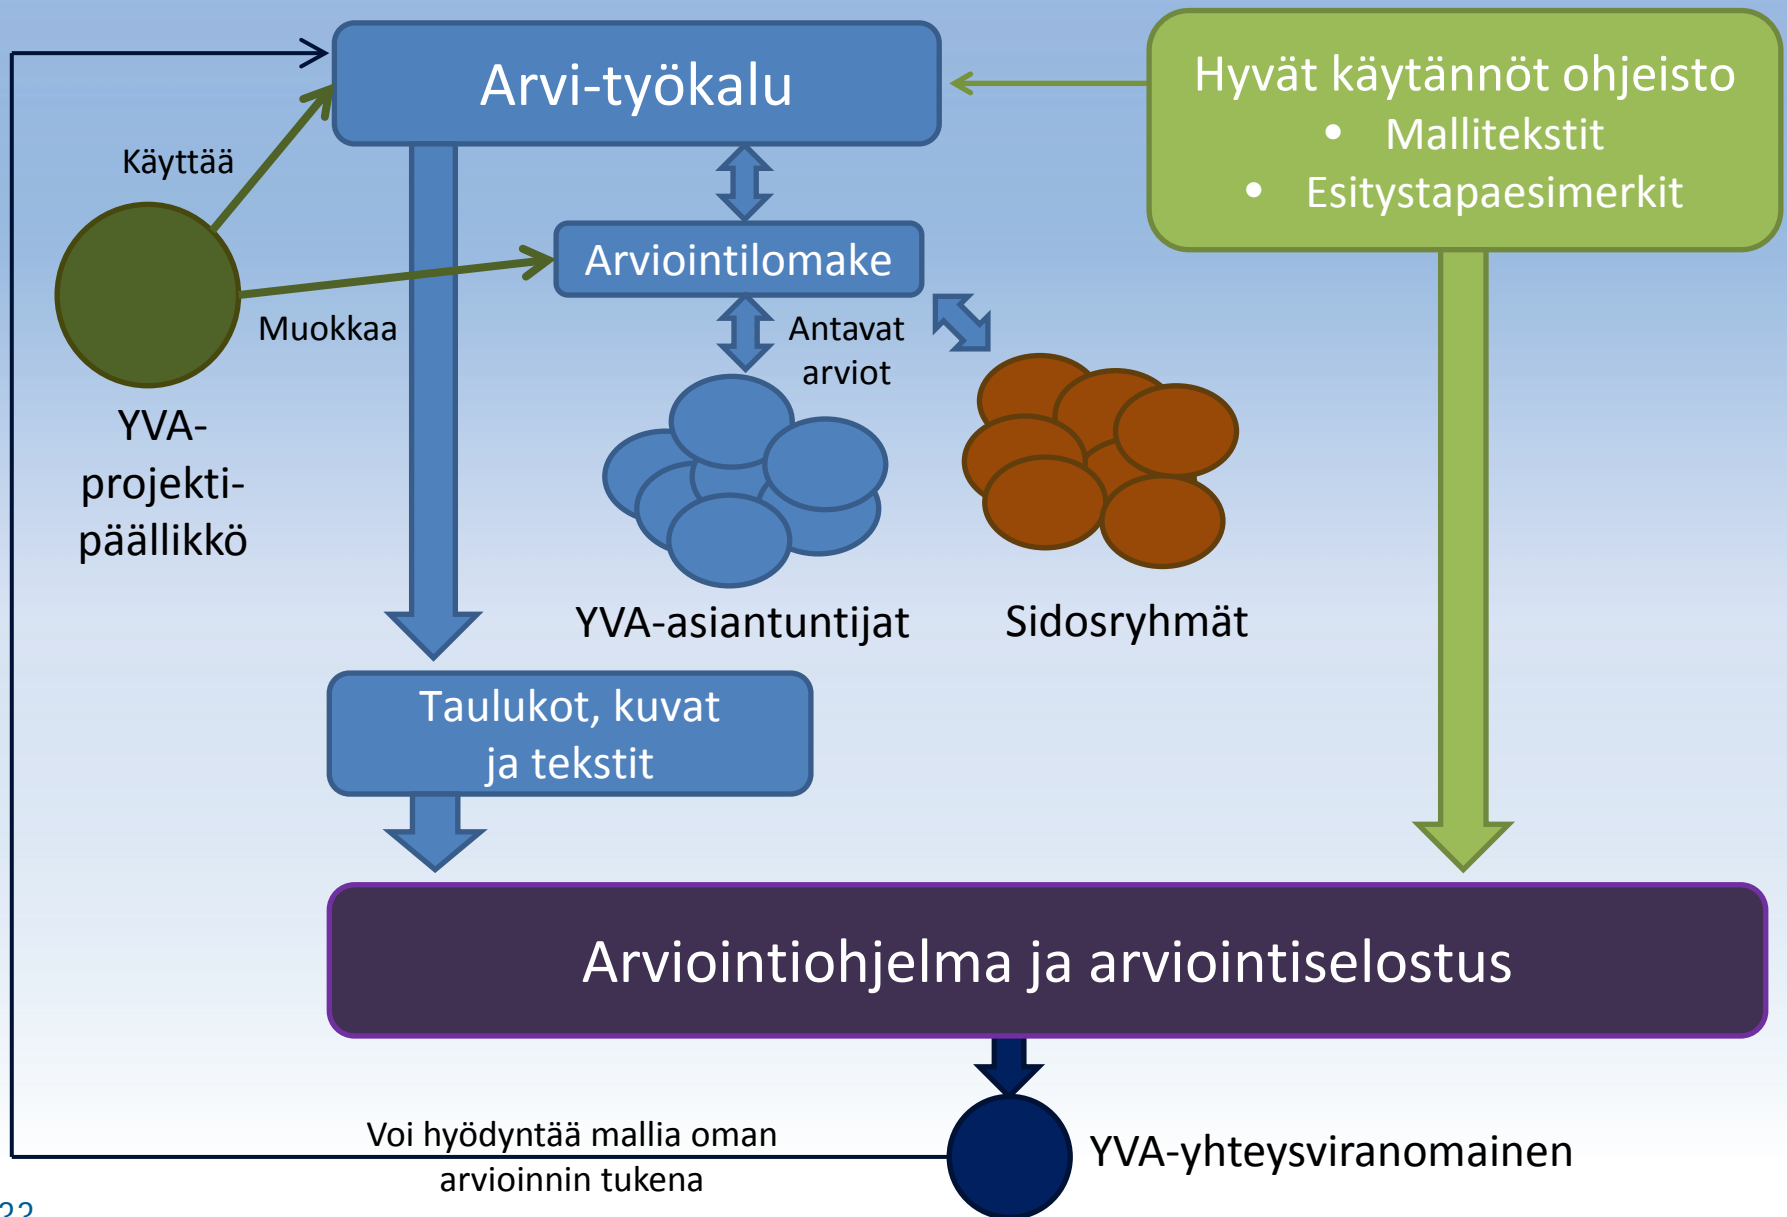 Arvi-työkalu
Hyvät käytännöt ohjeisto
• Mallitekstit
• Esitystapaesimerkit
Käyttää
Arviointilomake
Muokkaa
Antavat
arviot
YVA-
projekti-
päällikkö
YVA-asiantuntijat
Sidosryhmät
Taulukot, kuvat
ja tekstit
Arviointiohjelma ja arviointiselostus
Voi hyödyntää mallia oman
arvioinnin tukena
YVA-yhteysviranomainen
22